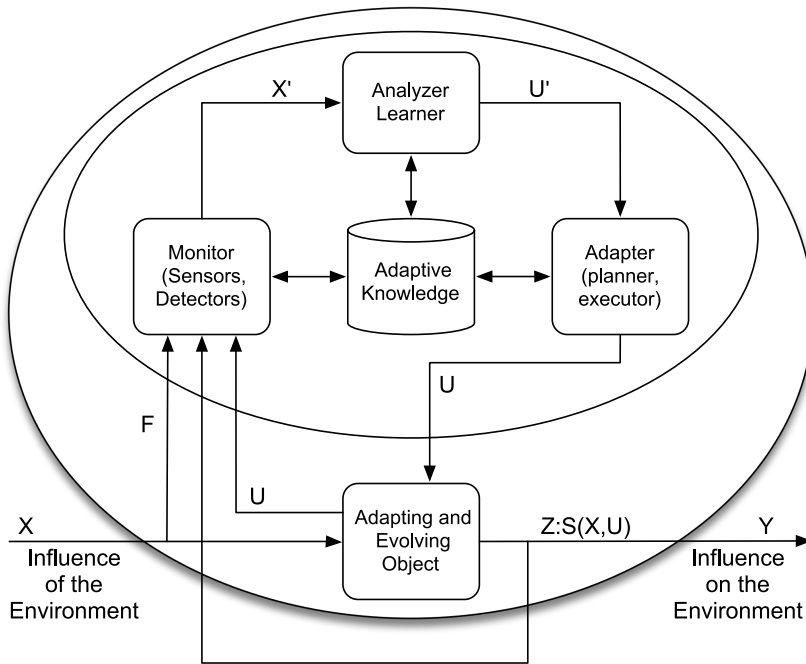 X'
Analyzer
Learner
U'
Monitor
(Sensors,
Detectors)
Adaptive
Knowledge
Adapter
(planner,
executor)
U
F
U
X
Influence
of the
Environment
Adapting and
Evolving
Object
Z:S(X,U)
Y
Influence
on the
Environment